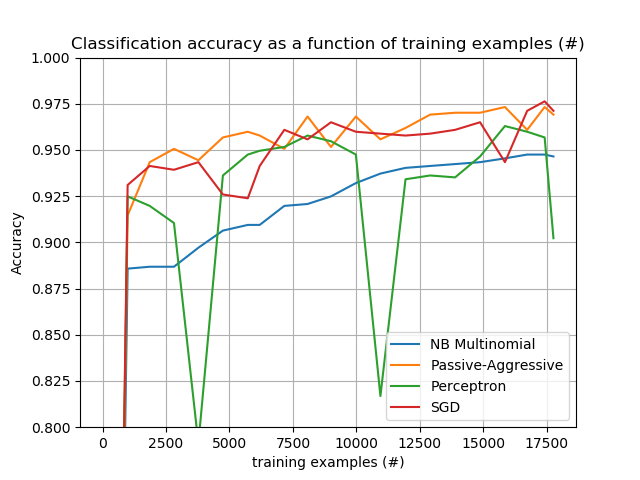 Classification accuracy as a function of training examples (#)
1.000
0.975
0.950
0.925
0.900
0.875
0.850
0.825
0.800
Accuracy
NB Multinomial
Passive-Aggressive
Perceptron
SGD
0 2500 5000 7500 10000 12500 15000 17500
training examples (#)